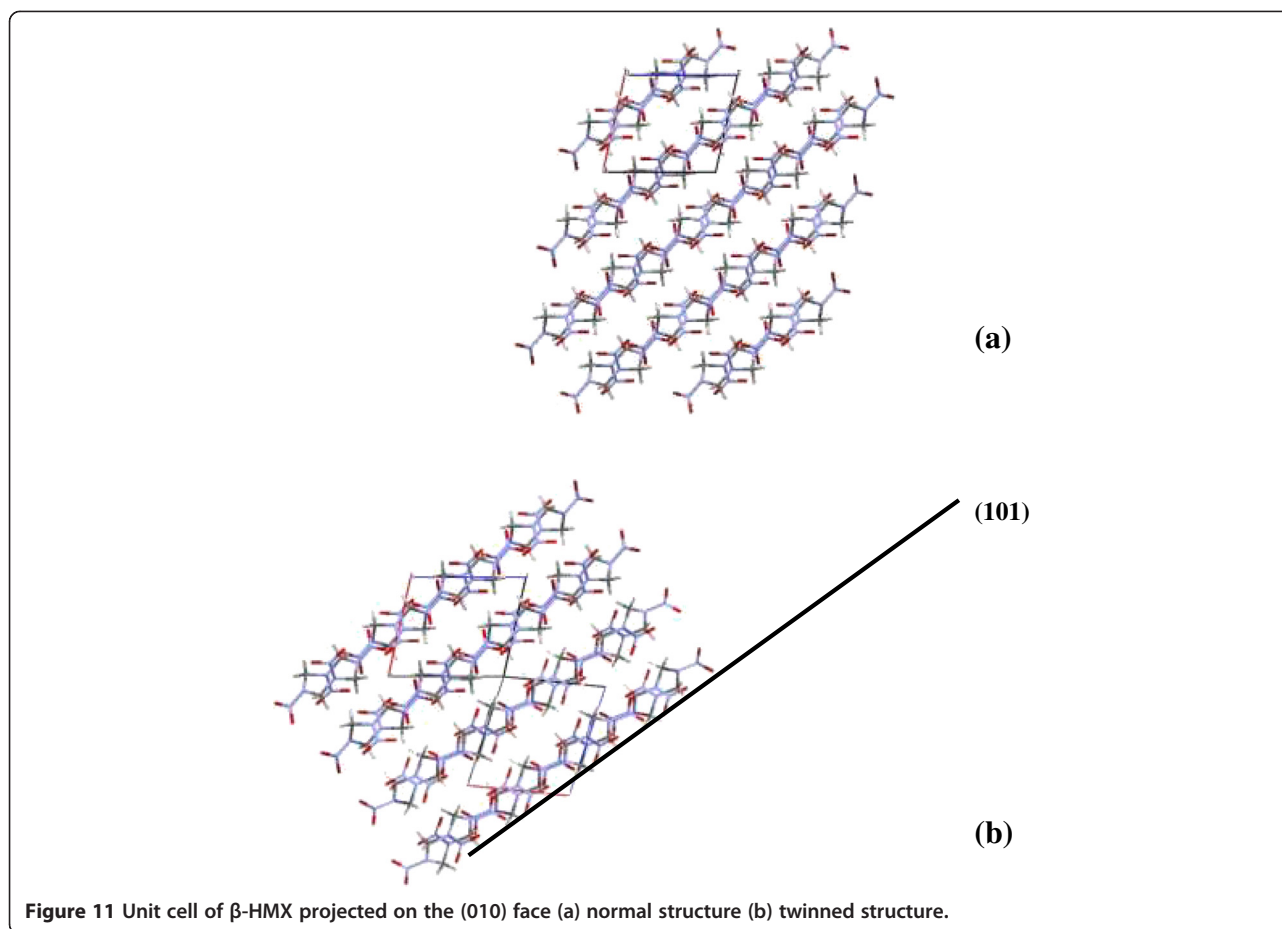 (a)
(101)
(b)
Figure 11 Unit cell of β-HMX projected on the (010) face (a) normal structure (b) twinned structure.